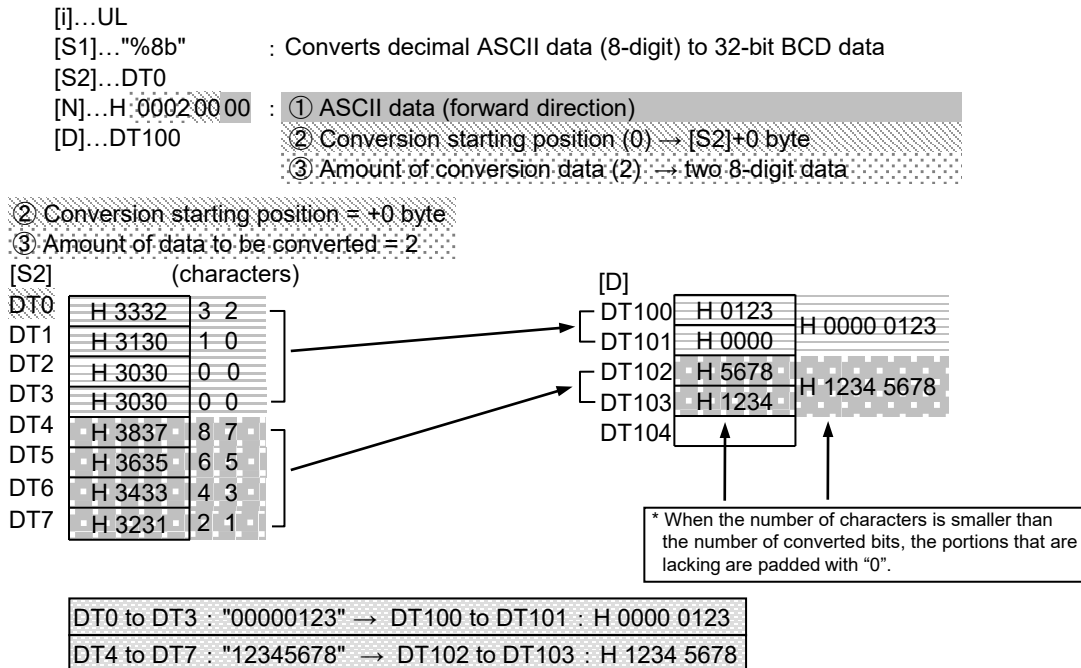 [i]…UL
[S1]…"%8b" : Converts decimal ASCII data (8-digit) to 32-bit BCD data
[S2]…DT0
[N]…H 0002 00 00 : ① ASCII data (forward direction)
[D]…DT100 ② Conversion starting position (0) → [S2]+0 byte
③ Amount of conversion data (2) → two 8-digit data
② Conversion starting position = +0 byte
③ Amount of data to be converted = 2
[S2] (characters) [D]
DT0 H 3332 3 2 DT100 H 0123 H 0000 0123
DT1 H 3130 1 0 DT101 H 0000
DT2 H 3030 0 0 DT102 H 5678 H 1234 5678
DT3 H 3030 0 0 DT103 H 1234
DT4 H 3837 8 7 DT104
DT5 H 3635 6 5
DT6 H 3433 4 3
DT7 H 3231 2 1
* When the number of characters is smaller than
the number of converted bits, the portions that are
lacking are padded with “0”.
DT0 to DT3 : "00000123" → DT100 to DT101 : H 0000 0123
DT4 to DT7 : "12345678" → DT102 to DT103 : H 1234 5678